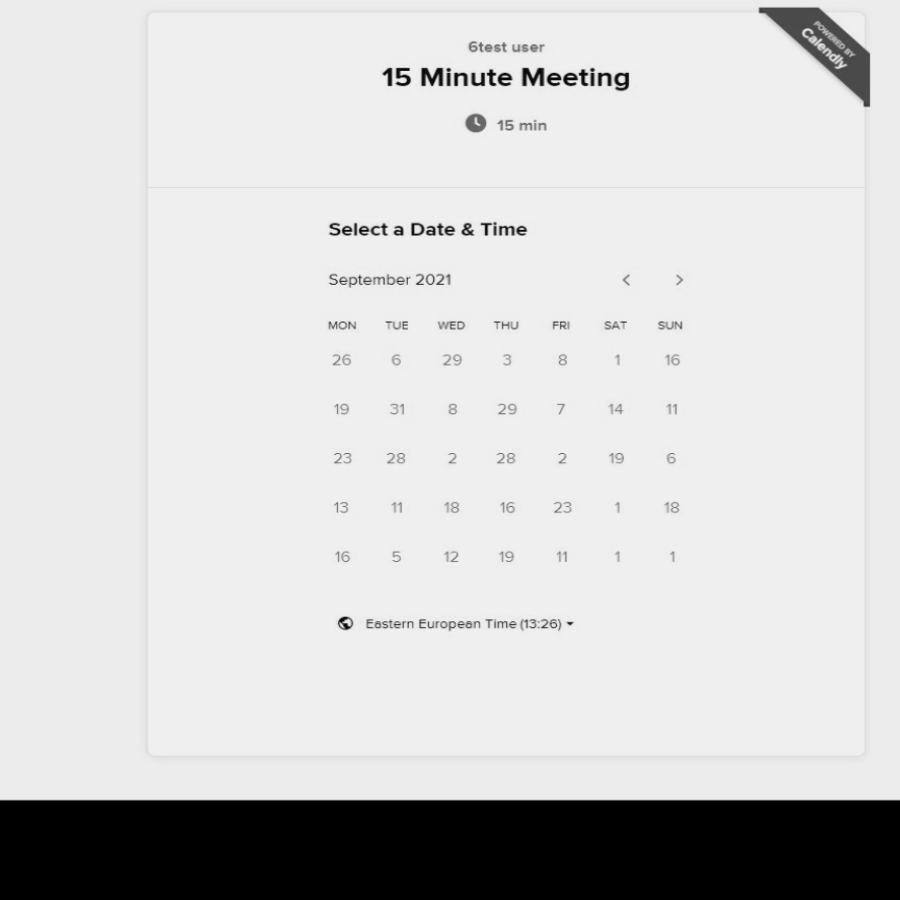 POWERED BY
Calendly
6test user
15 Minute Meeting
15 min
Select a Date & Time
September 2021
MON TUE WED THU FRI SAT SUN
26 6 29 3 8 1 16
19 31 8 29 7 14 11
23 28 2 28 2 19 6
13 11 18 16 23 1 18
16 5 12 19 11 1 1
Eastern European Time (13:26)